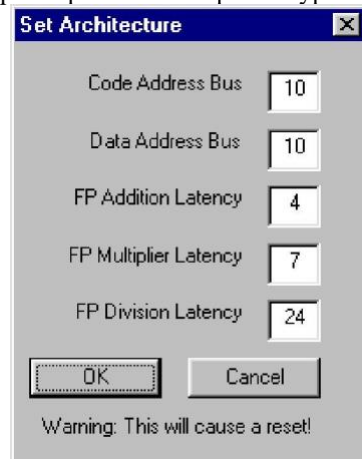 Set Architecture
Code Address Bus 10
Data Address Bus 10
FP Addition Latency 4
FP Multiplier Latency 7
FP Division Latency 24
OK Cancel
Warning: This will cause a reset!